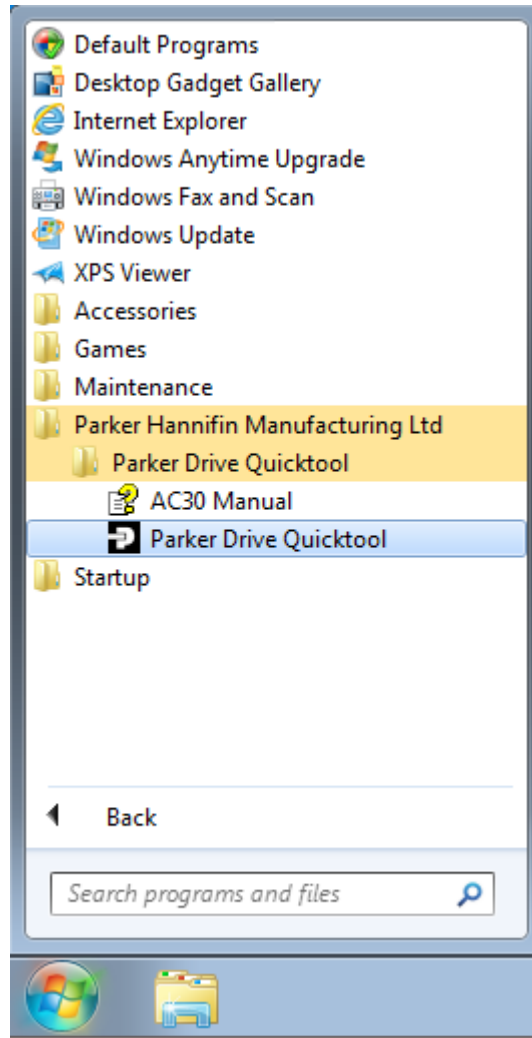 Default Programs
Desktop Gadget Gallery
Internet Explorer
Windows Anytime Upgrade
Windows Fax and Scan
Windows Update
XPS Viewer
Accessories
Games
Maintenance
Parker Hannifin Manufacturing Ltd
Parker Drive Quicktool
AC30 Manual
Parker Drive Quicktool
Startup
Back
Search programs and files